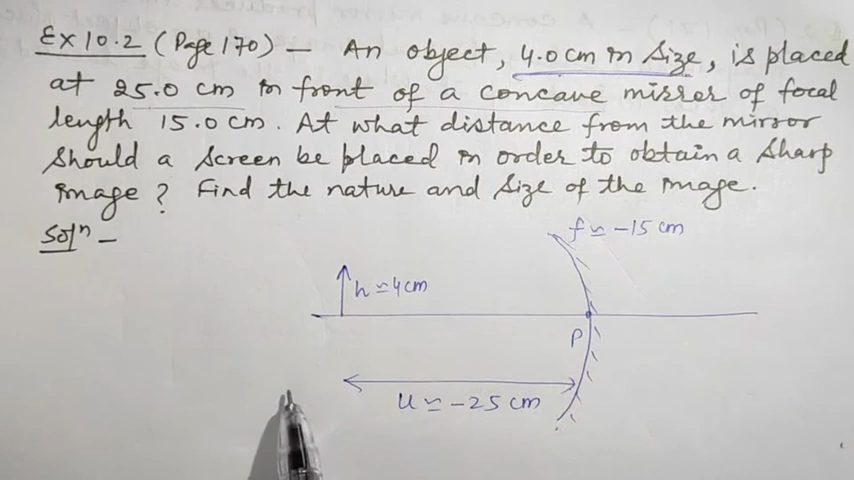 Ex 10.2 (Page 170) - An object, 4.0 cm in Size, is placed
at 25.0 cm in front of a concave mirror of focal
length 15.0 cm. At what distance from the mirror
should a screen be placed in order to obtain a sharp
image? Find the nature and size of the image.
Solⁿ -
f = -15 cm
h = 4 cm
P
u = -25 cm